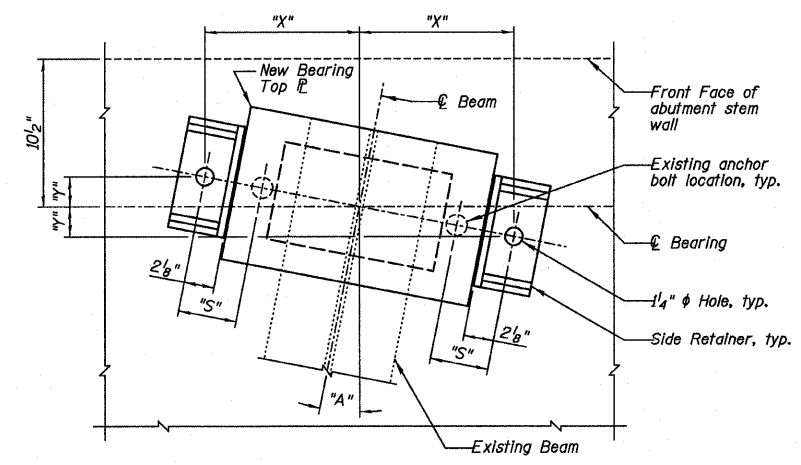 "X" "X"
New Bearing
Top ℙL
℄ Beam
Front Face of
abutment stem
wall
10½"
Existing anchor
bolt location, typ.
"Y"
"Y"
℄ Bearing
2⅛"
"S"
1¼" ϕ Hole, typ.
2⅛"
Side Retainer, typ.
"S"
"A"
Existing Beam